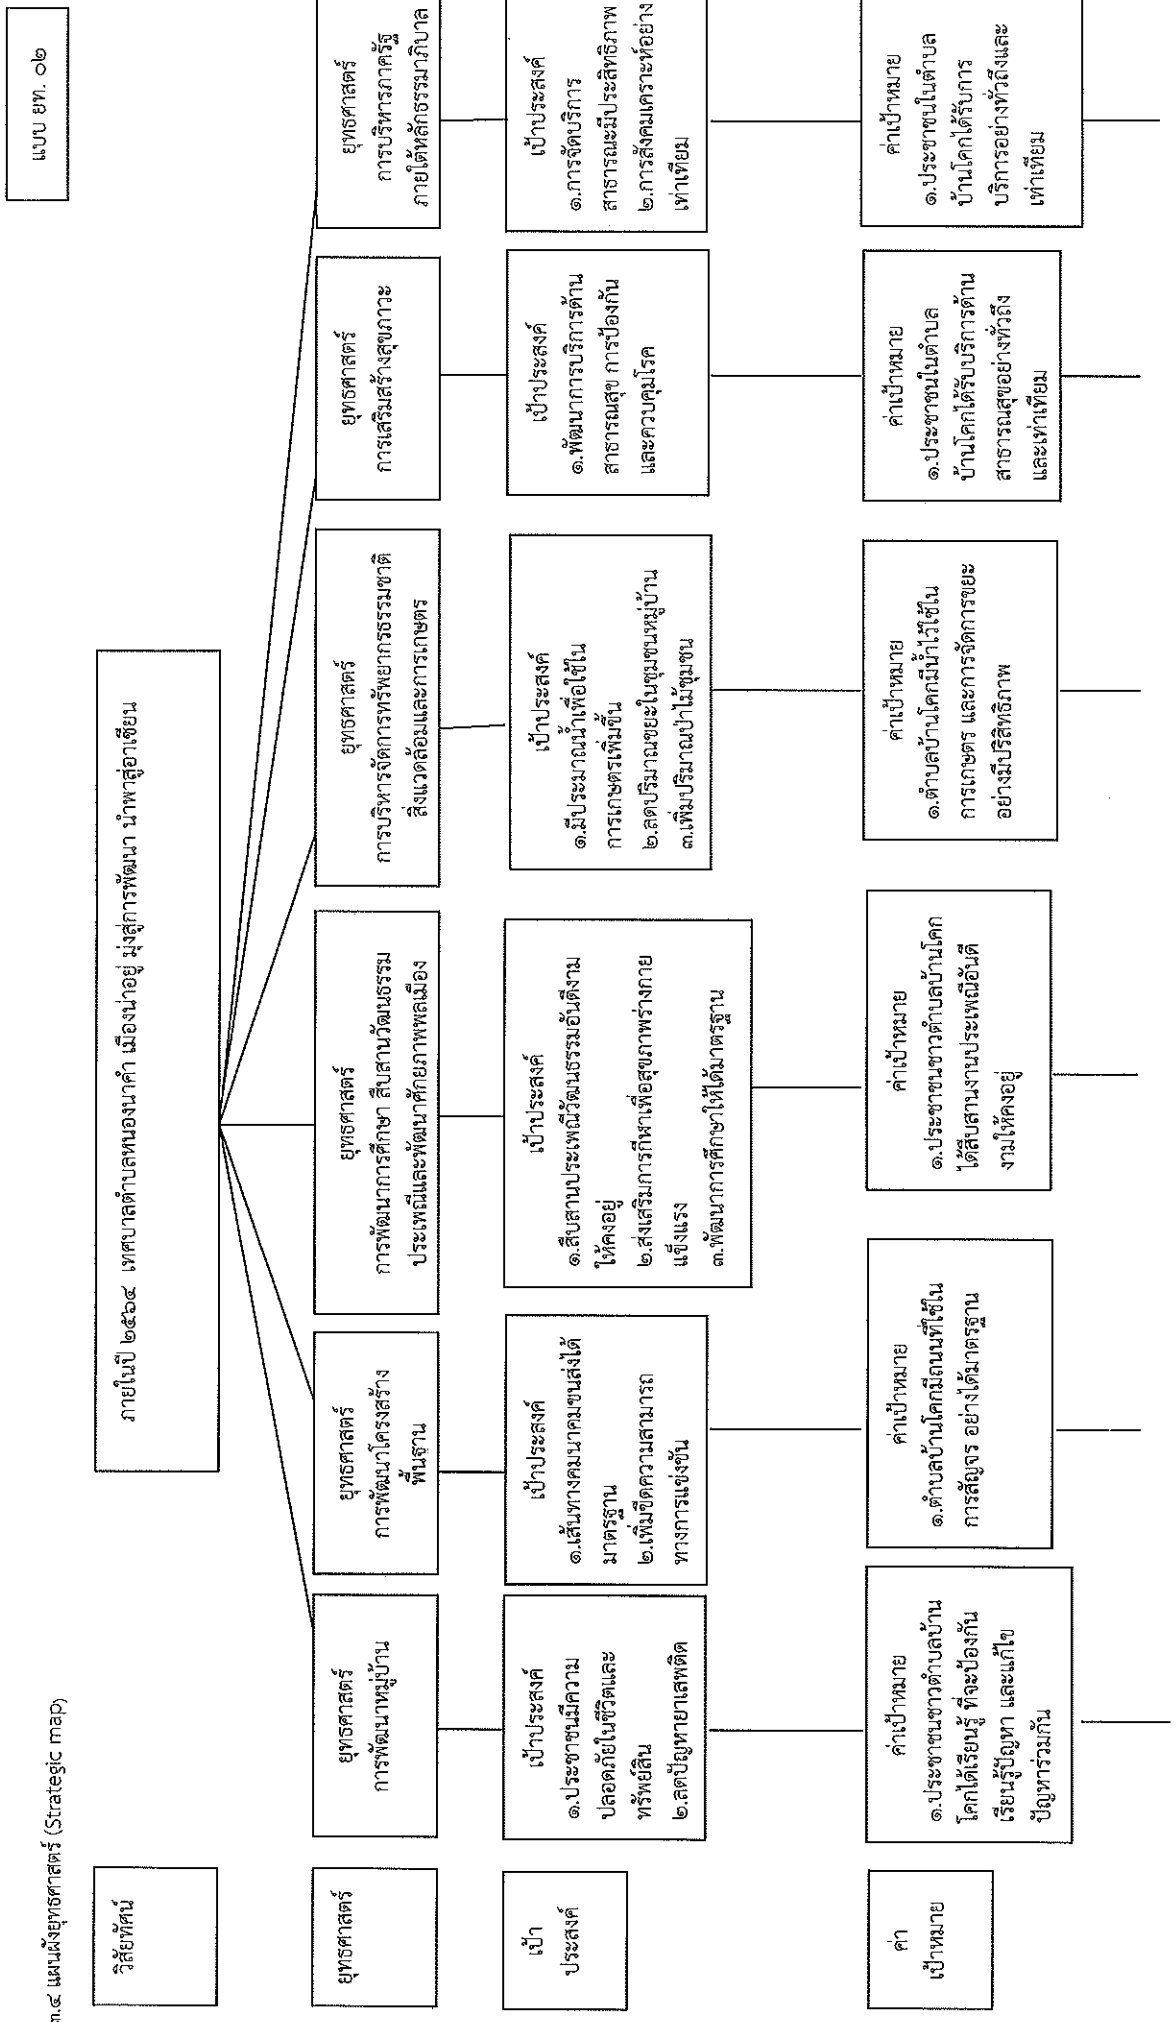 แบบ ยท. ๐๒
๓.๔ แผนผังยุทธศาสตร์ (Strategic map)
วิสัยทัศน์
ภายในปี ๒๕๖๔ เทศบาลตำบลหนองนาคำ เมืองน่าอยู่ มุ่งสู่การพัฒนา นำพาสู่อาเซียน
ยุทธศาสตร์
ยุทธศาสตร์
การพัฒนาหมู่บ้าน
ยุทธศาสตร์
การพัฒนาโครงสร้าง
พื้นฐาน
ยุทธศาสตร์
การพัฒนาการศึกษา สืบสานวัฒนธรรม
ประเพณีและพัฒนาศักยภาพพลเมือง
ยุทธศาสตร์
การบริหารจัดการทรัพยากรธรรมชาติ
สิ่งแวดล้อมและการเกษตร
ยุทธศาสตร์
การเสริมสร้างสุขภาวะ
ยุทธศาสตร์
การบริหารภาครัฐ
ภายใต้หลักธรรมาภิบาล
เป้า
ประสงค์
เป้าประสงค์
๑.ประชาชนมีความ
ปลอดภัยในชีวิตและ
ทรัพย์สิน
๒.ลดปัญหายาเสพติด
เป้าประสงค์
๑.เส้นทางคมนาคมขนส่งได้
มาตรฐาน
๒.เพิ่มขีดความสามารถ
ทางการแข่งขัน
เป้าประสงค์
๑.สืบสานประเพณีวัฒนธรรมอันดีงาม
ให้คงอยู่
๒.ส่งเสริมการกีฬาเพื่อสุขภาพร่างกาย
แข็งแรง
๓.พัฒนาการศึกษาให้ได้มาตรฐาน
เป้าประสงค์
๑.มีประมาณน้ำเพื่อใช้ใน
การเกษตรเพิ่มขึ้น
๒.ลดปริมาณขยะในชุมชนหมู่บ้าน
๓.เพิ่มปริมาณป่าไม้ชุมชน
เป้าประสงค์
๑.พัฒนาการบริการด้าน
สาธารณสุข การป้องกัน
และควบคุมโรค
เป้าประสงค์
๑.การจัดบริการ
สาธารณะมีประสิทธิภาพ
๒.การสังคมเคราะห์อย่าง
เท่าเทียม
ค่า
เป้าหมาย
ค่าเป้าหมาย
๑.ประชาชนชาวตำบลบ้าน
โคกได้เรียนรู้ ที่จะป้องกัน
เรียนรู้ปัญหา และแก้ไข
ปัญหาร่วมกัน
ค่าเป้าหมาย
๑.ตำบลบ้านโคกมีถนนที่ใช้ใน
การสัญจร อย่างได้มาตรฐาน
ค่าเป้าหมาย
๑.ประชาชนชาวตำบลบ้านโคก
ได้สืบสานงานประเพณีอันดี
งามให้คงอยู่
ค่าเป้าหมาย
๑.ตำบลบ้านโคกมีน้ำไว้ใช้ใน
การเกษตร และการจัดการขยะ
อย่างมีปริสิทธิภาพ
ค่าเป้าหมาย
๑.ประชาชนในตำบล
บ้านโคกได้รับบริการด้าน
สาธารณสุขอย่างทั่วถึง
และเท่าเทียม
ค่าเป้าหมาย
๑.ประชาชนในตำบล
บ้านโคกได้รับการ
บริการอย่างทั่วถึงและ
เท่าเทียม